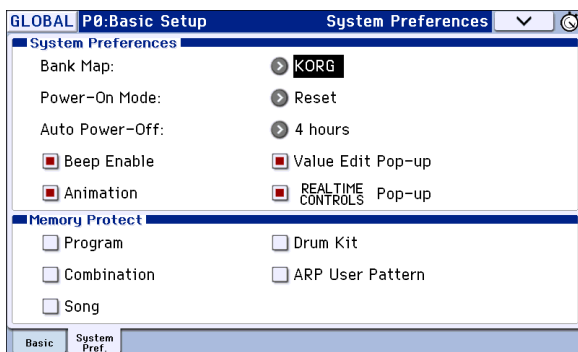 GLOBAL P0:Basic Setup System Preferences
System Preferences
Bank Map: KORG
Power-On Mode: Reset
Auto Power-Off: 4 hours
Beep Enable Value Edit Pop-up
Animation REALTIME CONTROLS Pop-up
Memory Protect
Program Drum Kit
Combination ARP User Pattern
Song
Basic System Pref.